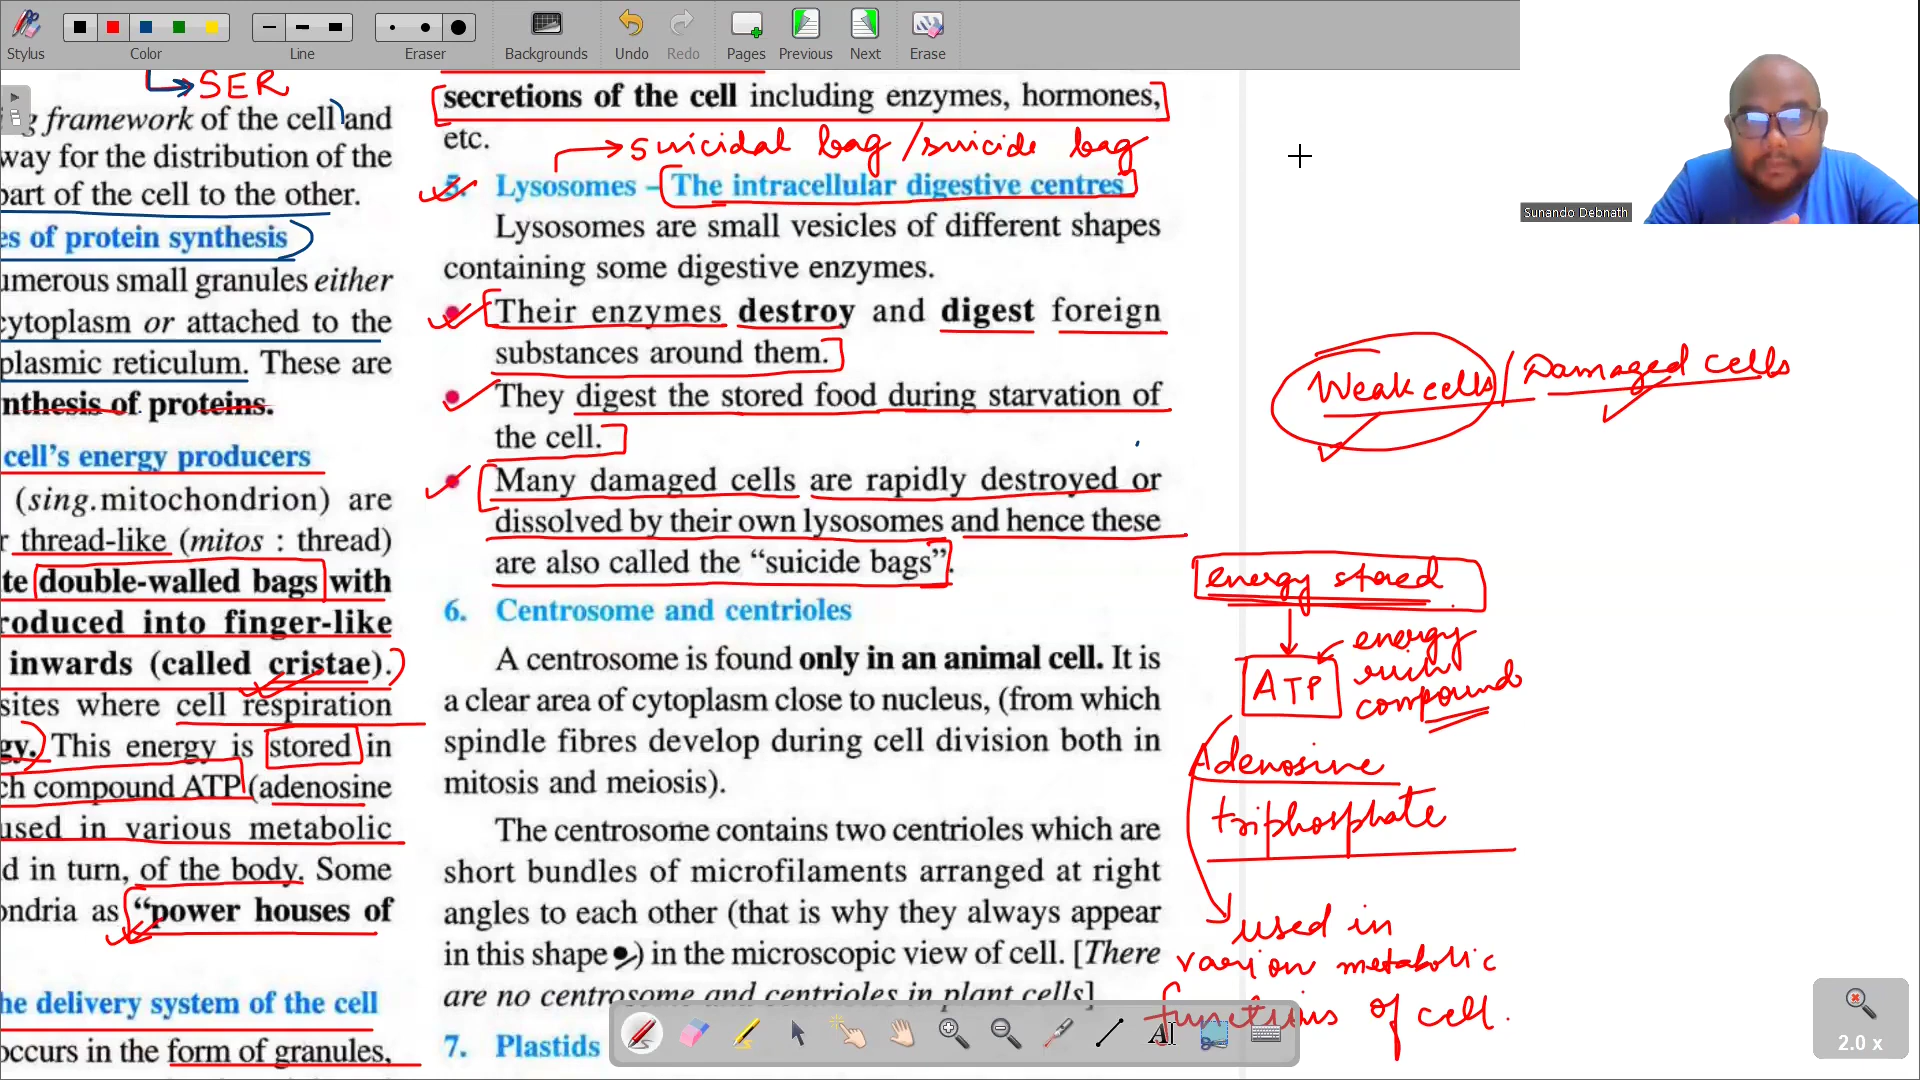 Stylus
Color
Line
Eraser
Backgrounds
Undo
Redo
Pages
Previous
Next
Erase
SER
g framework of the cell and
way for the distribution of the
part of the cell to the other.
es of protein synthesis
umerous small granules either
cytoplasm or attached to the
plasmic reticulum. These are
nthesis of proteins.
cell's energy producers
(sing.mitochondrion) are
r thread-like (mitos : thread)
te double-walled bags with
roduced into finger-like
inwards (called cristae).
sites where cell respiration
gy. This energy is stored in
ch compound ATP (adenosine
used in various metabolic
d in turn, of the body. Some
ondria as “power houses of
he delivery system of the cell
occurs in the form of granules,
secretions of the cell including enzymes, hormones,
etc.
suicidal bag / suicide bag
5. Lysosomes – The intracellular digestive centres
Lysosomes are small vesicles of different shapes
containing some digestive enzymes.
Their enzymes destroy and digest foreign
substances around them.
They digest the stored food during starvation of
the cell.
Many damaged cells are rapidly destroyed or
dissolved by their own lysosomes and hence these
are also called the “suicide bags”.
6. Centrosome and centrioles
A centrosome is found only in an animal cell. It is
a clear area of cytoplasm close to nucleus, (from which
spindle fibres develop during cell division both in
mitosis and meiosis).
The centrosome contains two centrioles which are
short bundles of microfilaments arranged at right
angles to each other (that is why they always appear
in this shape ) in the microscopic view of cell. [There
are no centrosome and centrioles in plant cells]
7. Plastids
Sunando Debnath
Weak cells / Damaged cells
energy stored
ATP
energy
rich
compound
Adenosine
triphosphate
used in
various metabolic
functions of cell.
2.0 x